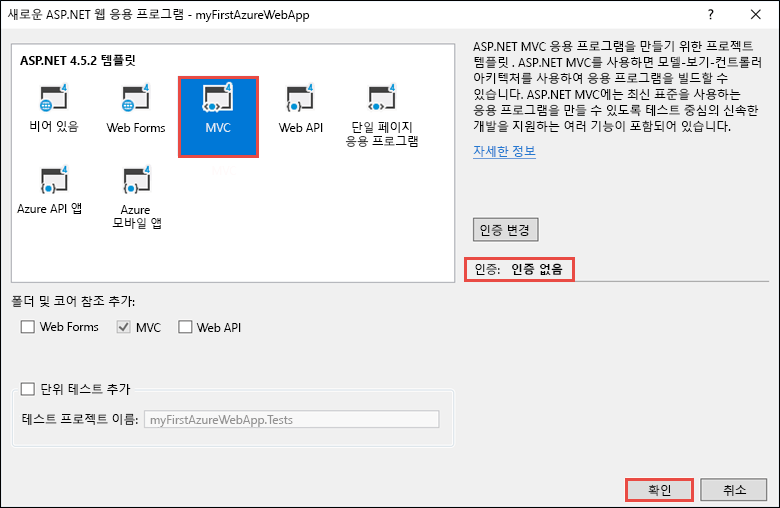 새로운 ASP.NET 웹 응용 프로그램 - myFirstAzureWebApp
ASP.NET 4.5.2 템플릿
비어 있음
Web Forms
MVC
Web API
단일 페이지
응용 프로그램
Azure API 앱
Azure
모바일 앱
ASP.NET MVC 응용 프로그램을 만들기 위한 프로젝트
템플릿 . ASP.NET MVC를 사용하면 모델-보기-컨트롤러
아키텍처를 사용하여 응용 프로그램을 빌드할 수
있습니다. ASP.NET MVC에는 최신 표준을 사용하는
응용 프로그램을 만들 수 있도록 테스트 중심의 신속한
개발을 지원하는 여러 기능이 포함되어 있습니다.
자세한 정보
인증 변경
인증: 인증 없음
폴더 및 코어 참조 추가:
Web Forms MVC Web API
단위 테스트 추가
테스트 프로젝트 이름: myFirstAzureWebApp.Tests
확인 취소